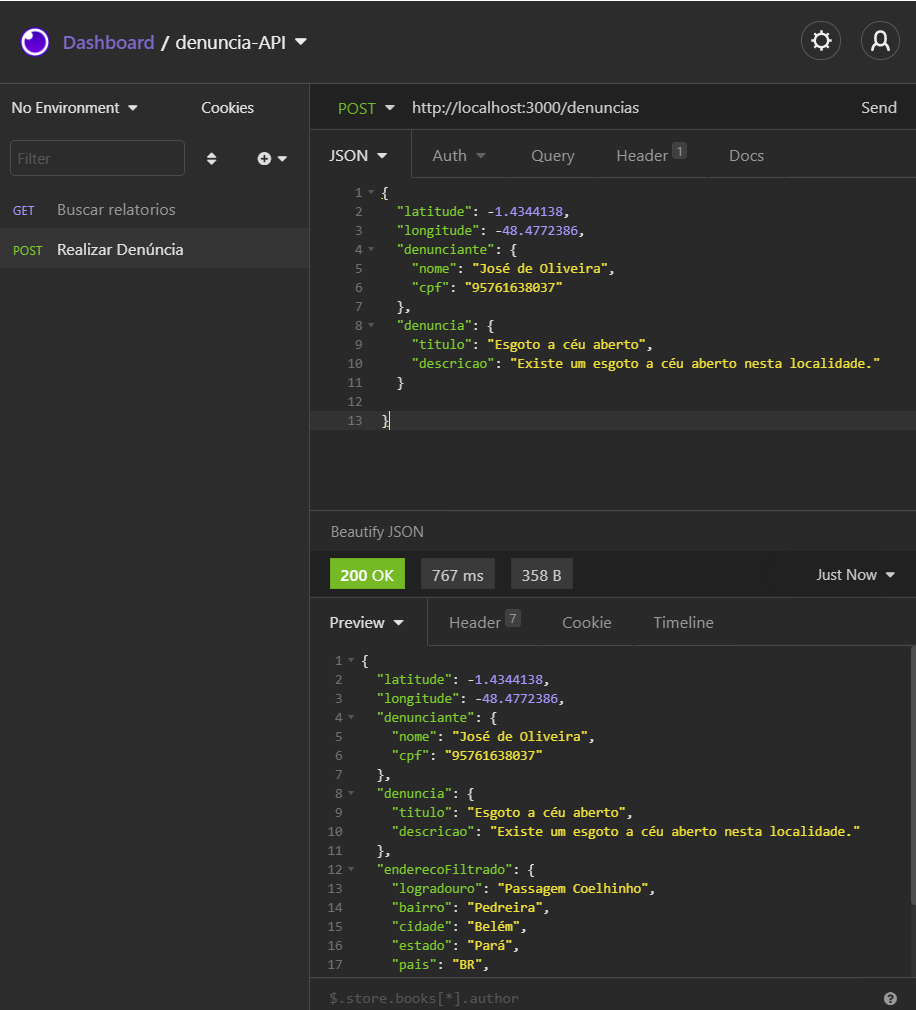 Dashboard / denuncia-API
No Environment
Cookies
POST http://localhost:3000/denuncias Send
Filter
JSON Auth Query Header 1 Docs
GET Buscar relatorios
POST Realizar Denúncia
1 {
2 "latitude": -1.4344138,
3 "longitude": -48.4772386,
4 "denunciante": {
5 "nome": "José de Oliveira",
6 "cpf": "95761638037"
7 },
8 "denuncia": {
9 "titulo": "Esgoto a céu aberto",
10 "descricao": "Existe um esgoto a céu aberto nesta localidade."
11 }
12
13 }
Beautify JSON
200 OK 767 ms 358 B Just Now
Preview Header 7 Cookie Timeline
1 {
2 "latitude": -1.4344138,
3 "longitude": -48.4772386,
4 "denunciante": {
5 "nome": "José de Oliveira",
6 "cpf": "95761638037"
7 },
8 "denuncia": {
9 "titulo": "Esgoto a céu aberto",
10 "descricao": "Existe um esgoto a céu aberto nesta localidade."
11 },
12 "enderecoFiltrado": {
13 "logradouro": "Passagem Coelhinho",
14 "bairro": "Pedreira",
15 "cidade": "Belém",
16 "estado": "Pará",
17 "pais": "BR",
$.store.books[*].author